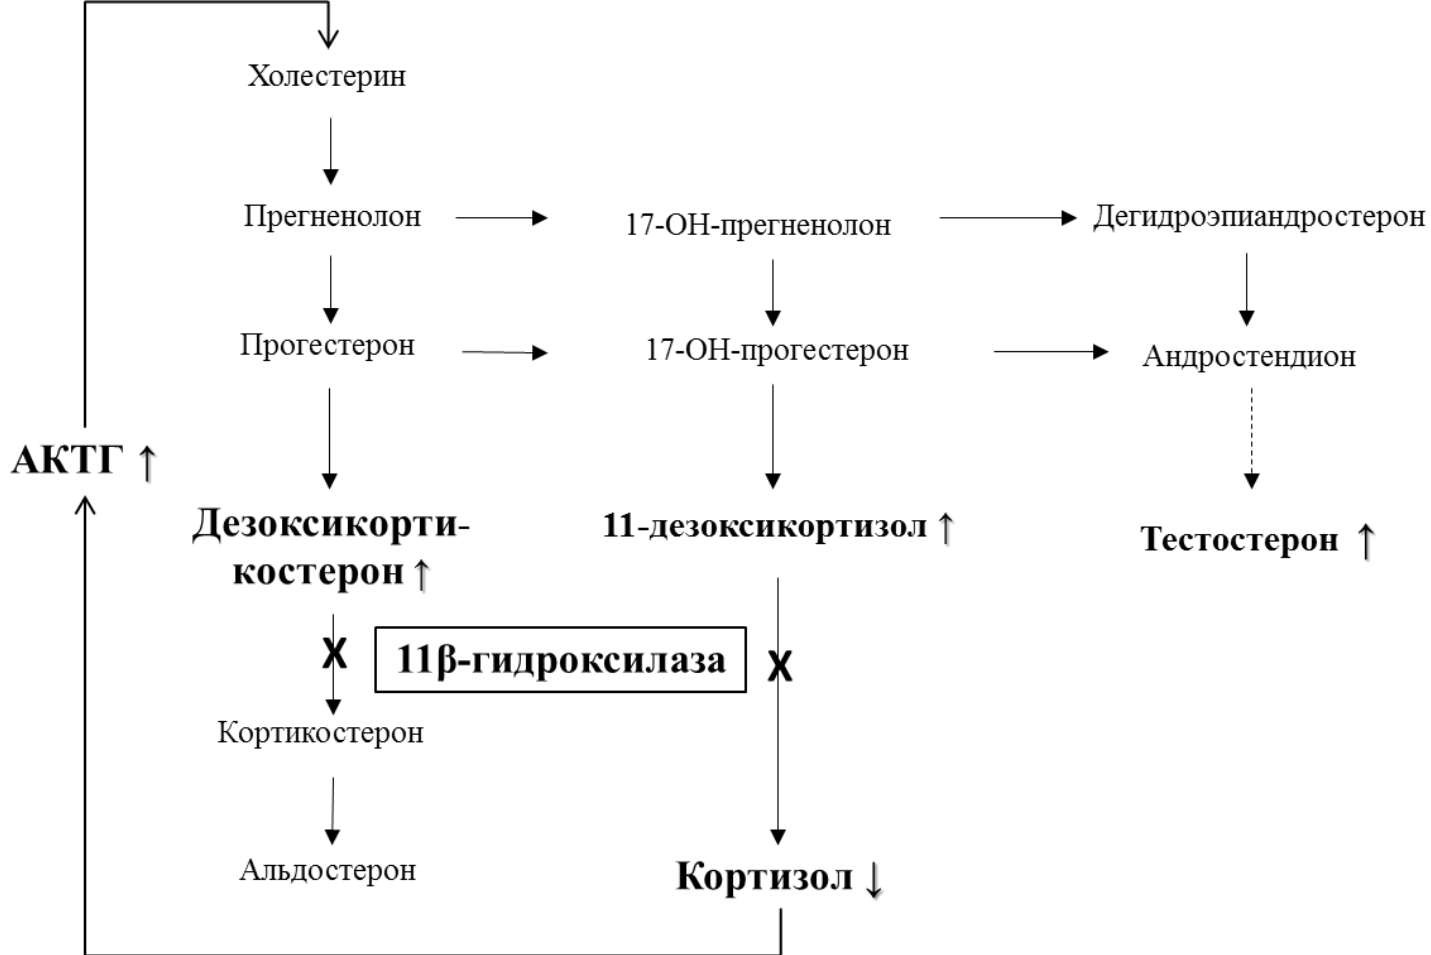 Холестерин
Прегненолон
17-ОН-прегненолон
Дегидроэпиандростерон
Прогестерон
17-ОН-прогестерон
Андростендион
АКТГ ↑
Дезоксикорти-
костерон ↑
11-дезоксикортизол ↑
Тестостерон ↑
X
11β-гидроксилаза
X
Кортикостерон
Альдостерон
Кортизол ↓